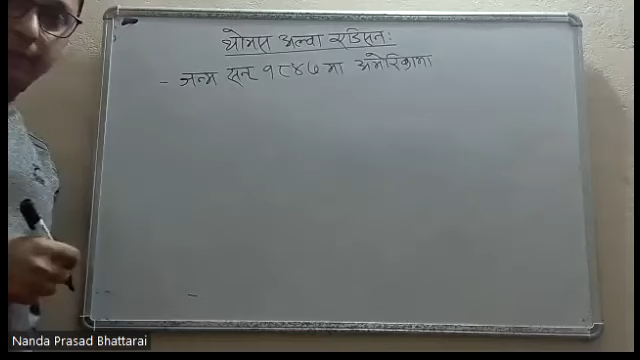 थोमस अल्वा एडिसन:
- जन्म सन् १८४७ मा अमेरिकामा
Nanda Prasad Bhattarai